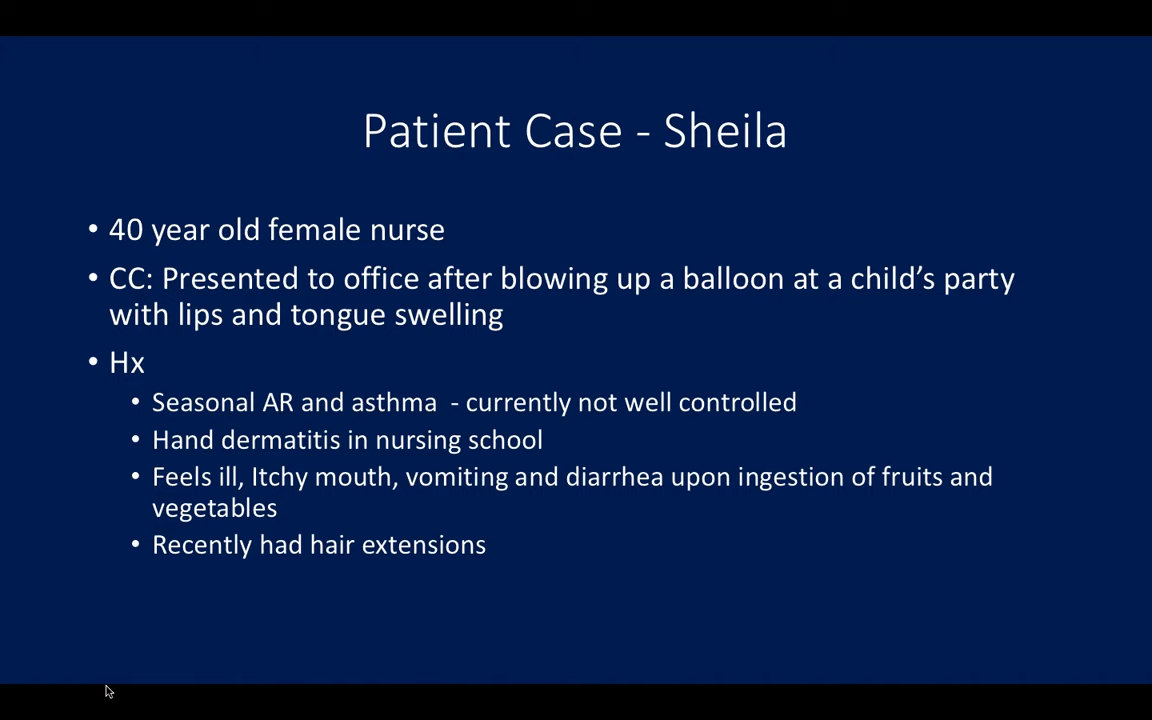 Patient Case - Sheila
• 40 year old female nurse
• CC: Presented to office after blowing up a balloon at a child’s party
with lips and tongue swelling
• Hx
• Seasonal AR and asthma  - currently not well controlled
• Hand dermatitis in nursing school
• Feels ill, Itchy mouth, vomiting and diarrhea upon ingestion of fruits and
vegetables
• Recently had hair extensions